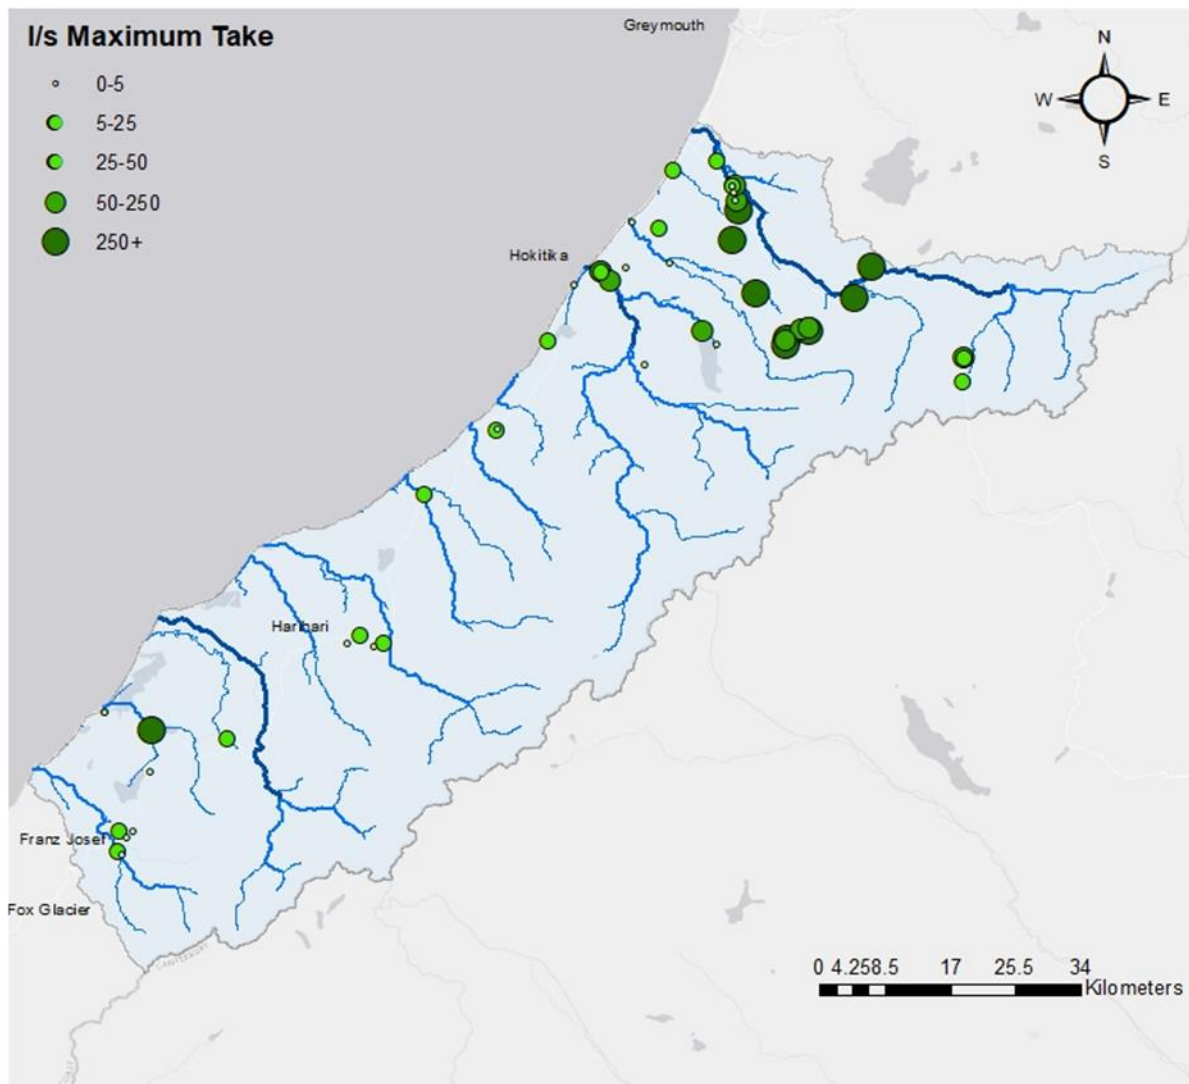 Greymouth
l/s Maximum Take
0-5
5-25
25-50
50-250
250+
N
W E
S
Hokitika
Harihari
Franz Josef
Fox Glacier
CANTERBURY
0 4.258.5 17 25.5 34
Kilometers